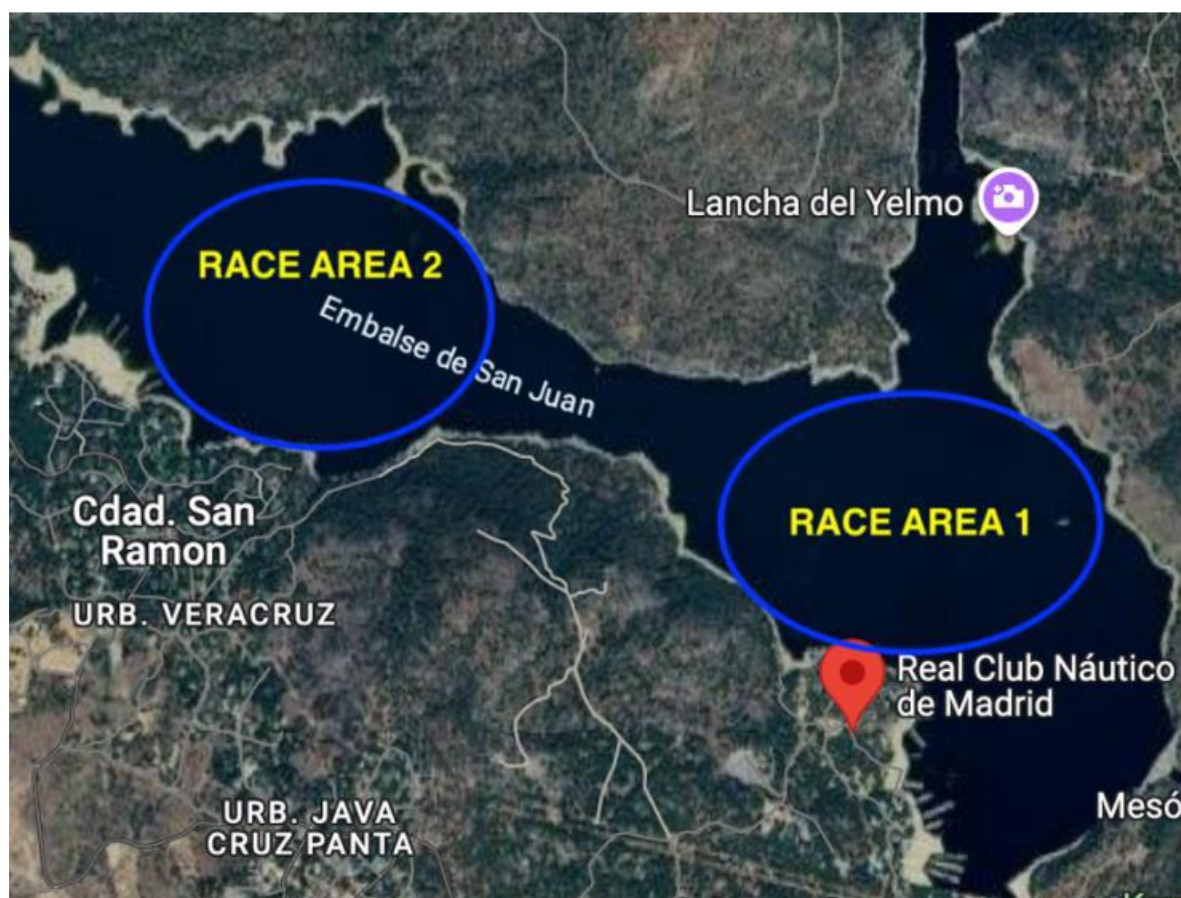 Lancha del Yelmo
RACE AREA 2
Embalse de San Juan
RACE AREA 1
Cdad. San
Ramon
URB. VERACRUZ
Real Club Náutico
de Madrid
URB. JAVA
CRUZ PANTA
Mesó